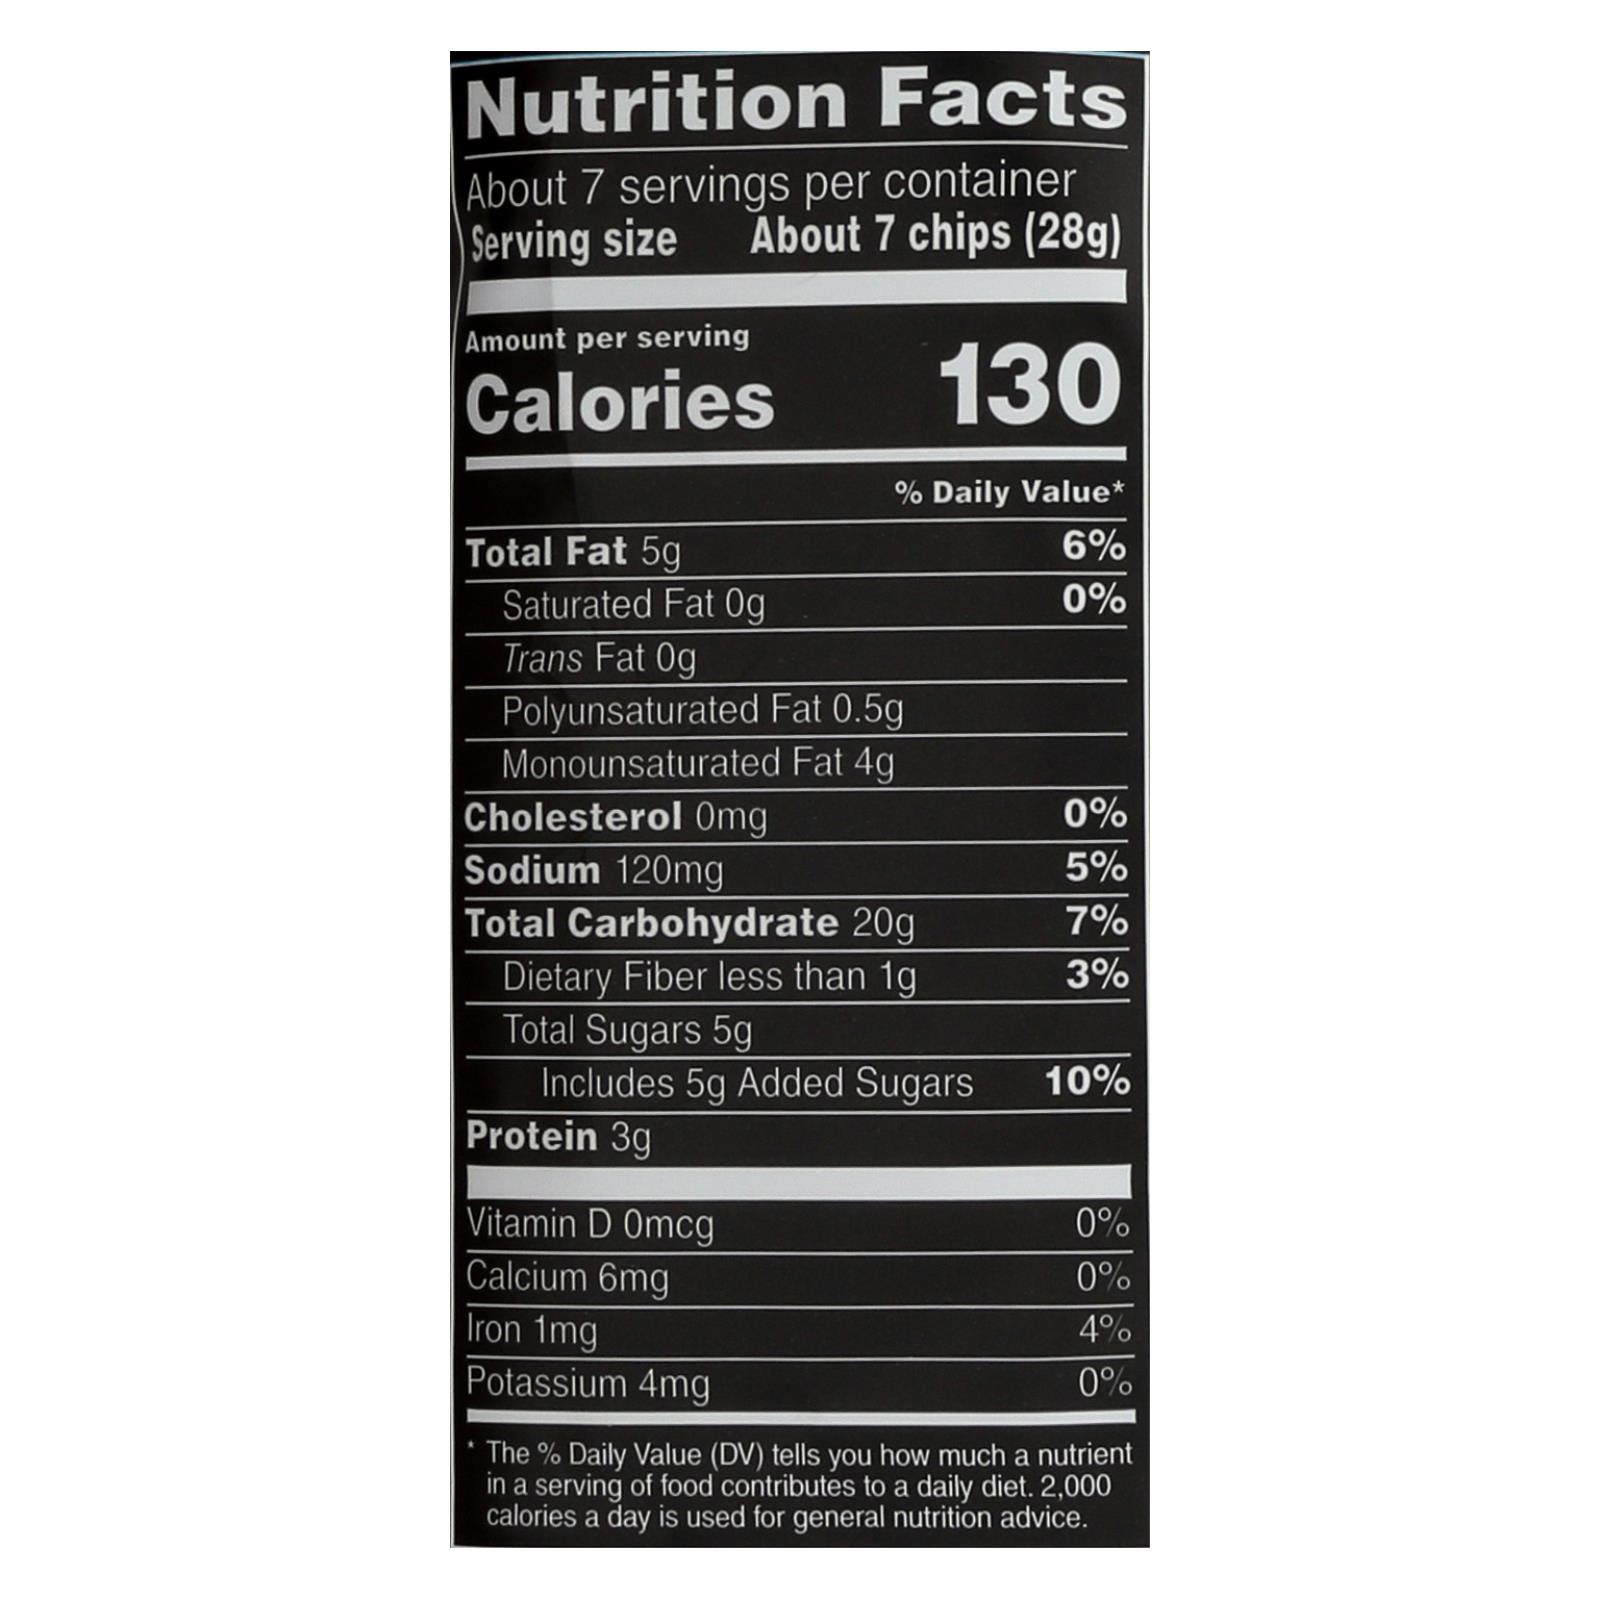 Nutrition Facts
About 7 servings per container
Serving size About 7 chips (28g)
Amount per serving
Calories 130
% Daily Value*
Total Fat 5g 6%
Saturated Fat 0g 0%
Trans Fat 0g
Polyunsaturated Fat 0.5g
Monounsaturated Fat 4g
Cholesterol 0mg 0%
Sodium 120mg 5%
Total Carbohydrate 20g 7%
Dietary Fiber less than 1g 3%
Total Sugars 5g
Includes 5g Added Sugars 10%
Protein 3g
Vitamin D 0mcg 0%
Calcium 6mg 0%
Iron 1mg 4%
Potassium 4mg 0%
* The % Daily Value (DV) tells you how much a nutrient
in a serving of food contributes to a daily diet. 2,000
calories a day is used for general nutrition advice.